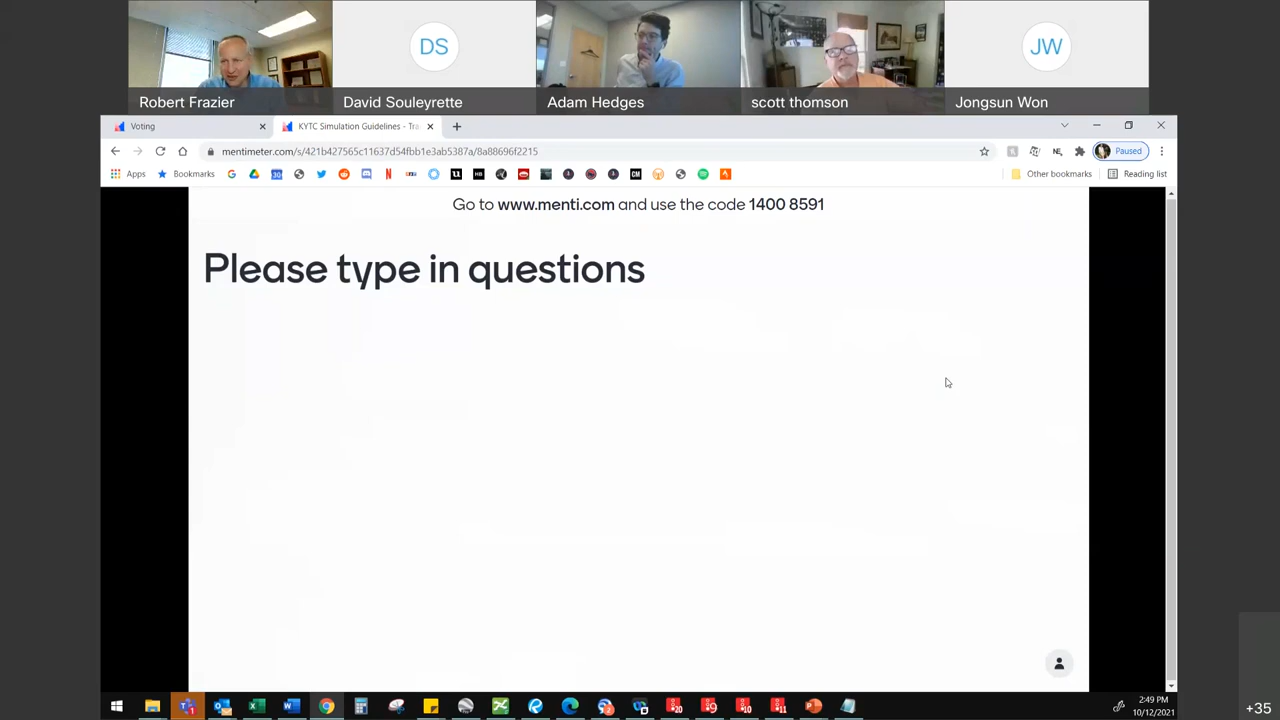 DS
JW
Robert Frazier
David Souleyrette
Adam Hedges
scott thomson
Jongsun Won
Voting
KYTC Simulation Guidelines - Tra
mentimeter.com/s/421b427565c11637d54fbb1e3ab5387a/8a88696f2215
Paused
Apps
Bookmarks
Other bookmarks
Reading list
Go to www.menti.com and use the code 1400 8591
Please type in questions
2:49 PM
10/12/2021
+35